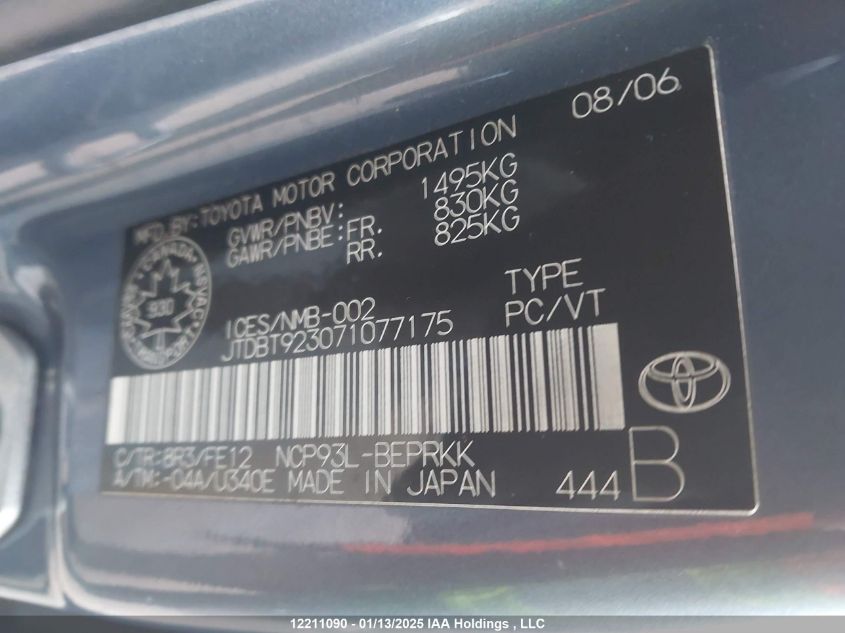 08/06
MFD.BY:TOYOTA MOTOR CORPORATION
GVWR/PNBV: 1495KG
GAWR/PNBE:FR. 830KG
RR. 825KG
CANADA
930
ICES/NMB-002 TYPE
JTDBT923071077175 PC/VT
C/TR:8R3/FE12 NCP93L-BEPRKK
A/TM:-04A/U340E MADE IN JAPAN 444 B
12211090 - 01/13/2025 IAA Holdings , LLC